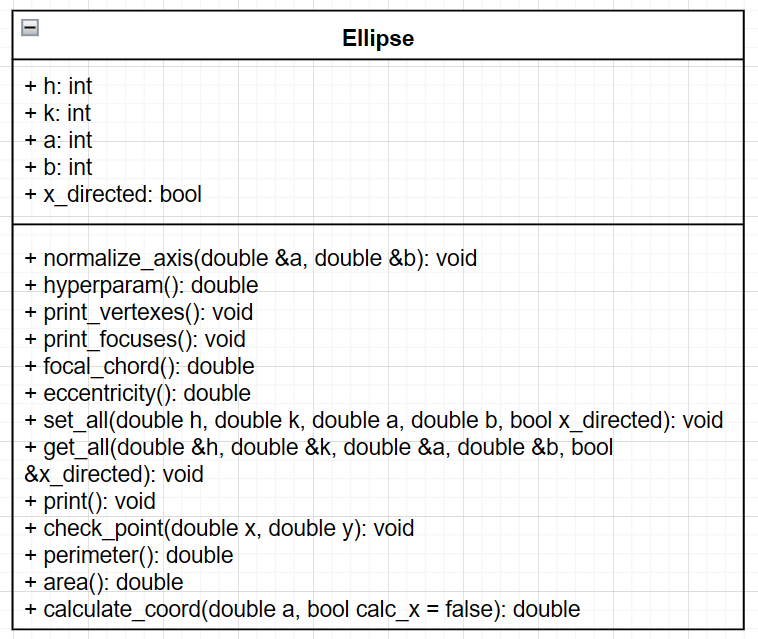 Ellipse
+ h: int
+ k: int
+ a: int
+ b: int
+ x_directed: bool
+ normalize_axis(double &a, double &b): void
+ hyperparam(): double
+ print_vertexes(): void
+ print_focuses(): void
+ focal_chord(): double
+ eccentricity(): double
+ set_all(double h, double k, double a, double b, bool x_directed): void
+ get_all(double &h, double &k, double &a, double &b, bool
&x_directed): void
+ print(): void
+ check_point(double x, double y): void
+ perimeter(): double
+ area(): double
+ calculate_coord(double a, bool calc_x = false): double